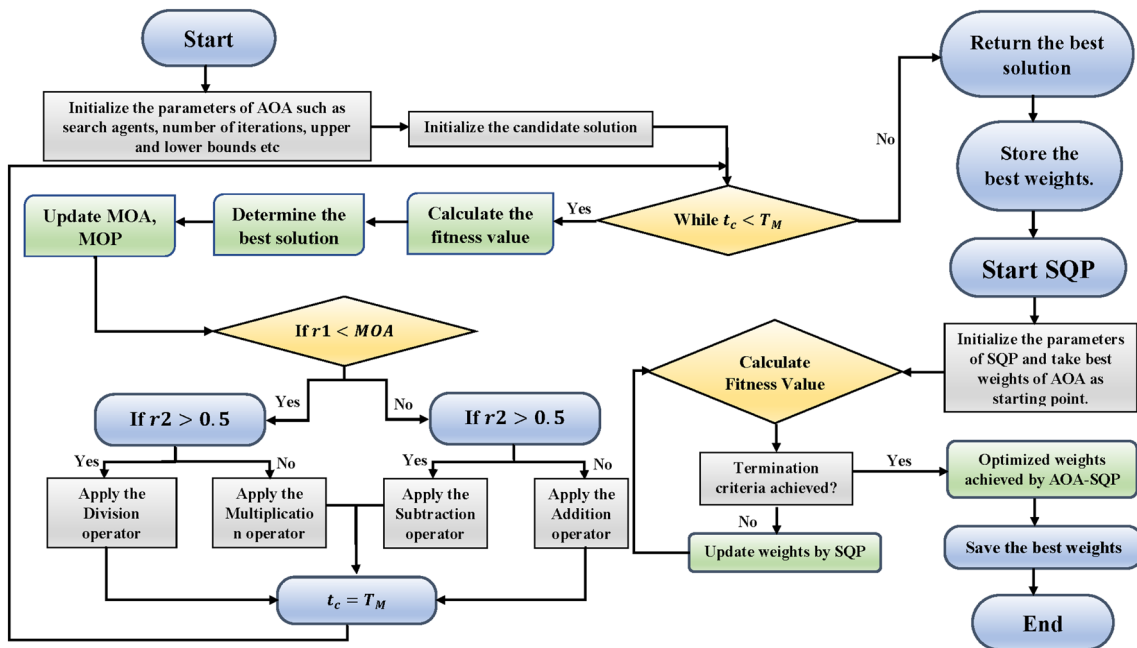 Start
Initialize the parameters of AOA such as
search agents, number of iterations, upper
and lower bounds etc
Initialize the candidate solution
While t_c < T_M
Yes
No
Calculate the
fitness value
Determine the
best solution
Update MOA,
MOP
If r1 < MOA
Yes
No
If r2 > 0.5
If r2 > 0.5
Yes
No
Yes
No
Apply the
Division
operator
Apply the
Multiplicatio
n operator
Apply the
Subtraction
operator
Apply the
Addition
operator
t_c = T_M
Return the best
solution
Store the
best weights.
Start SQP
Initialize the parameters
of SQP and take best
weights of AOA as
starting point.
Calculate
Fitness Value
Termination
criteria achieved?
Yes
No
Update weights by SQP
Optimized weights
achieved by AOA-SQP
Save the best weights
End